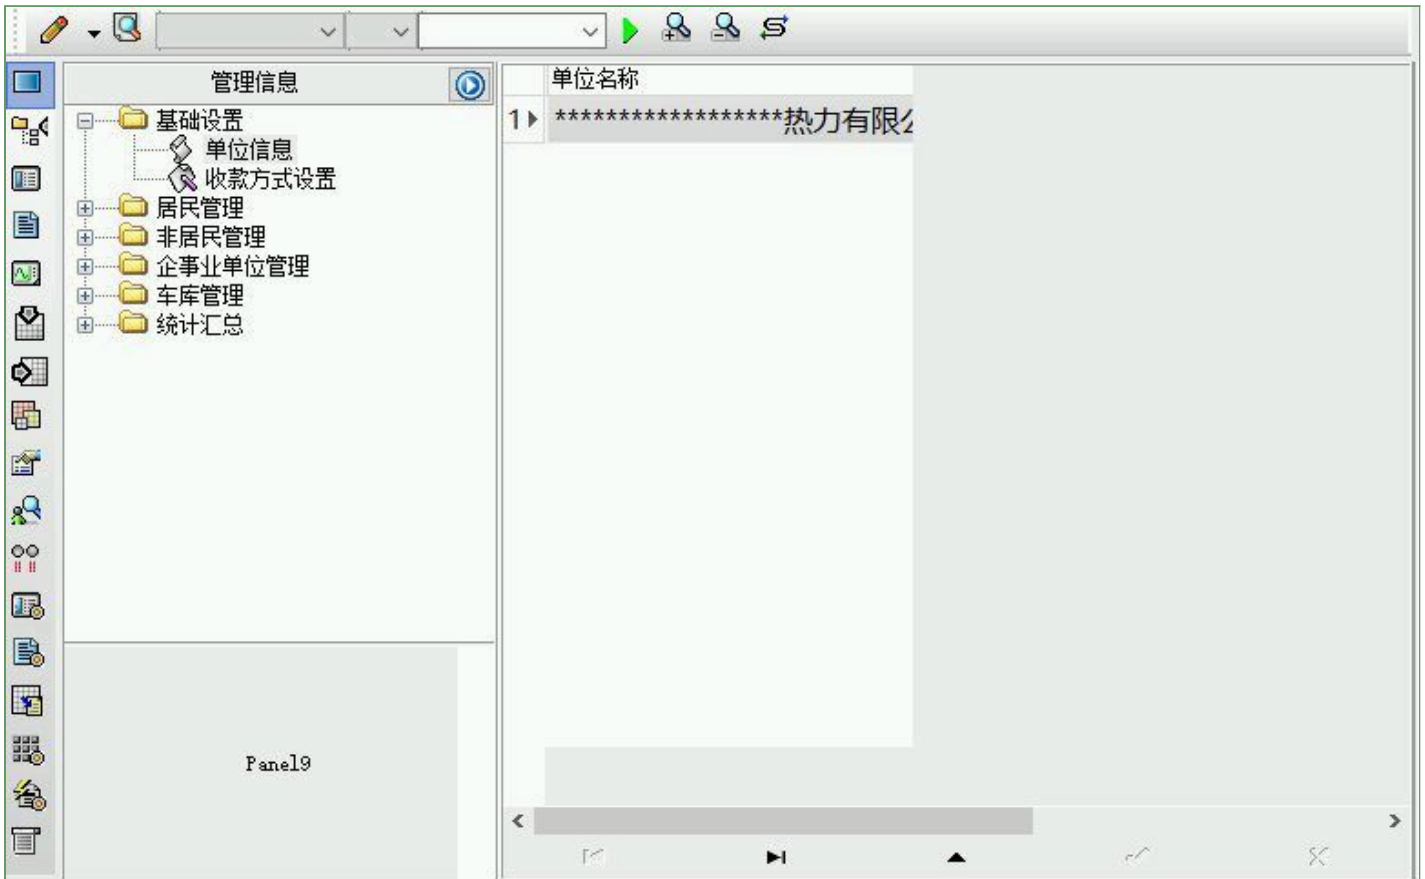 管理信息
基础设置
单位信息
收款方式设置
居民管理
非居民管理
企事业单位管理
车库管理
统计汇总
Panel9
单位名称
1 ******************热力有限